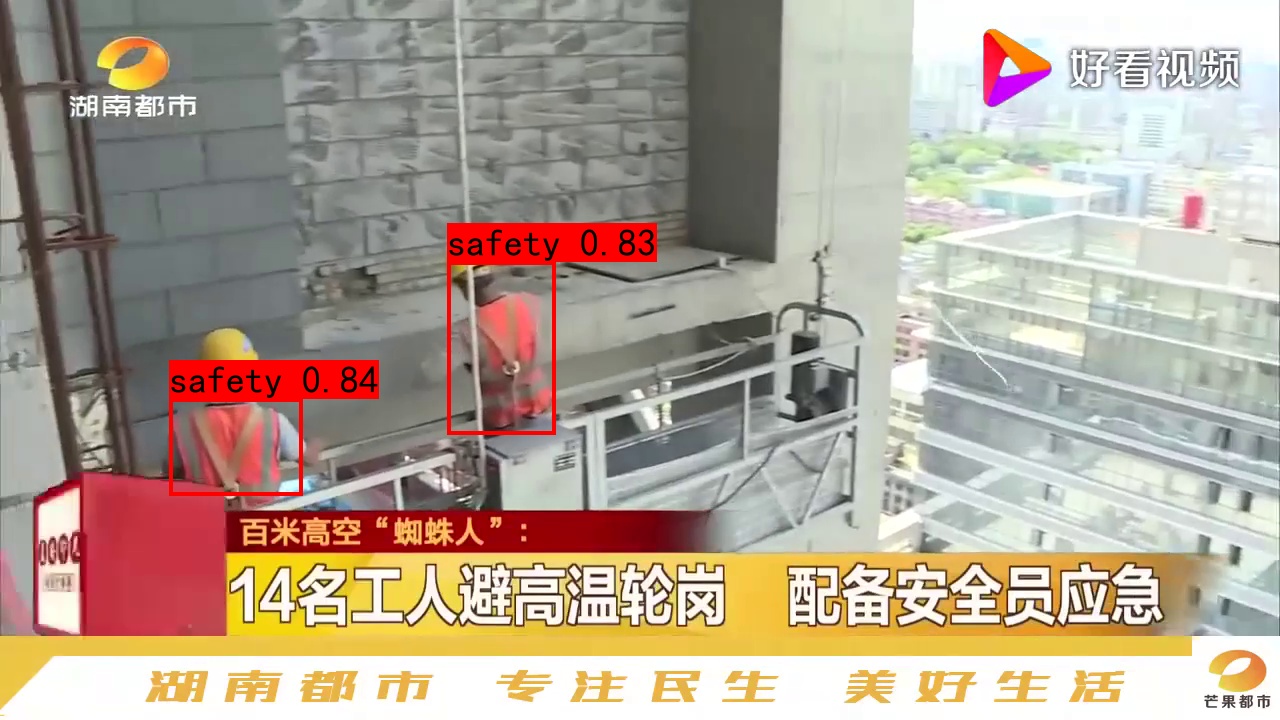 湖南都市
好看视频
safety 0.83
safety 0.84
百米高空“蜘蛛人”:
14名工人避高温轮岗 配备安全员应急
湖南都市 专注民生 美好生活
芒果都市